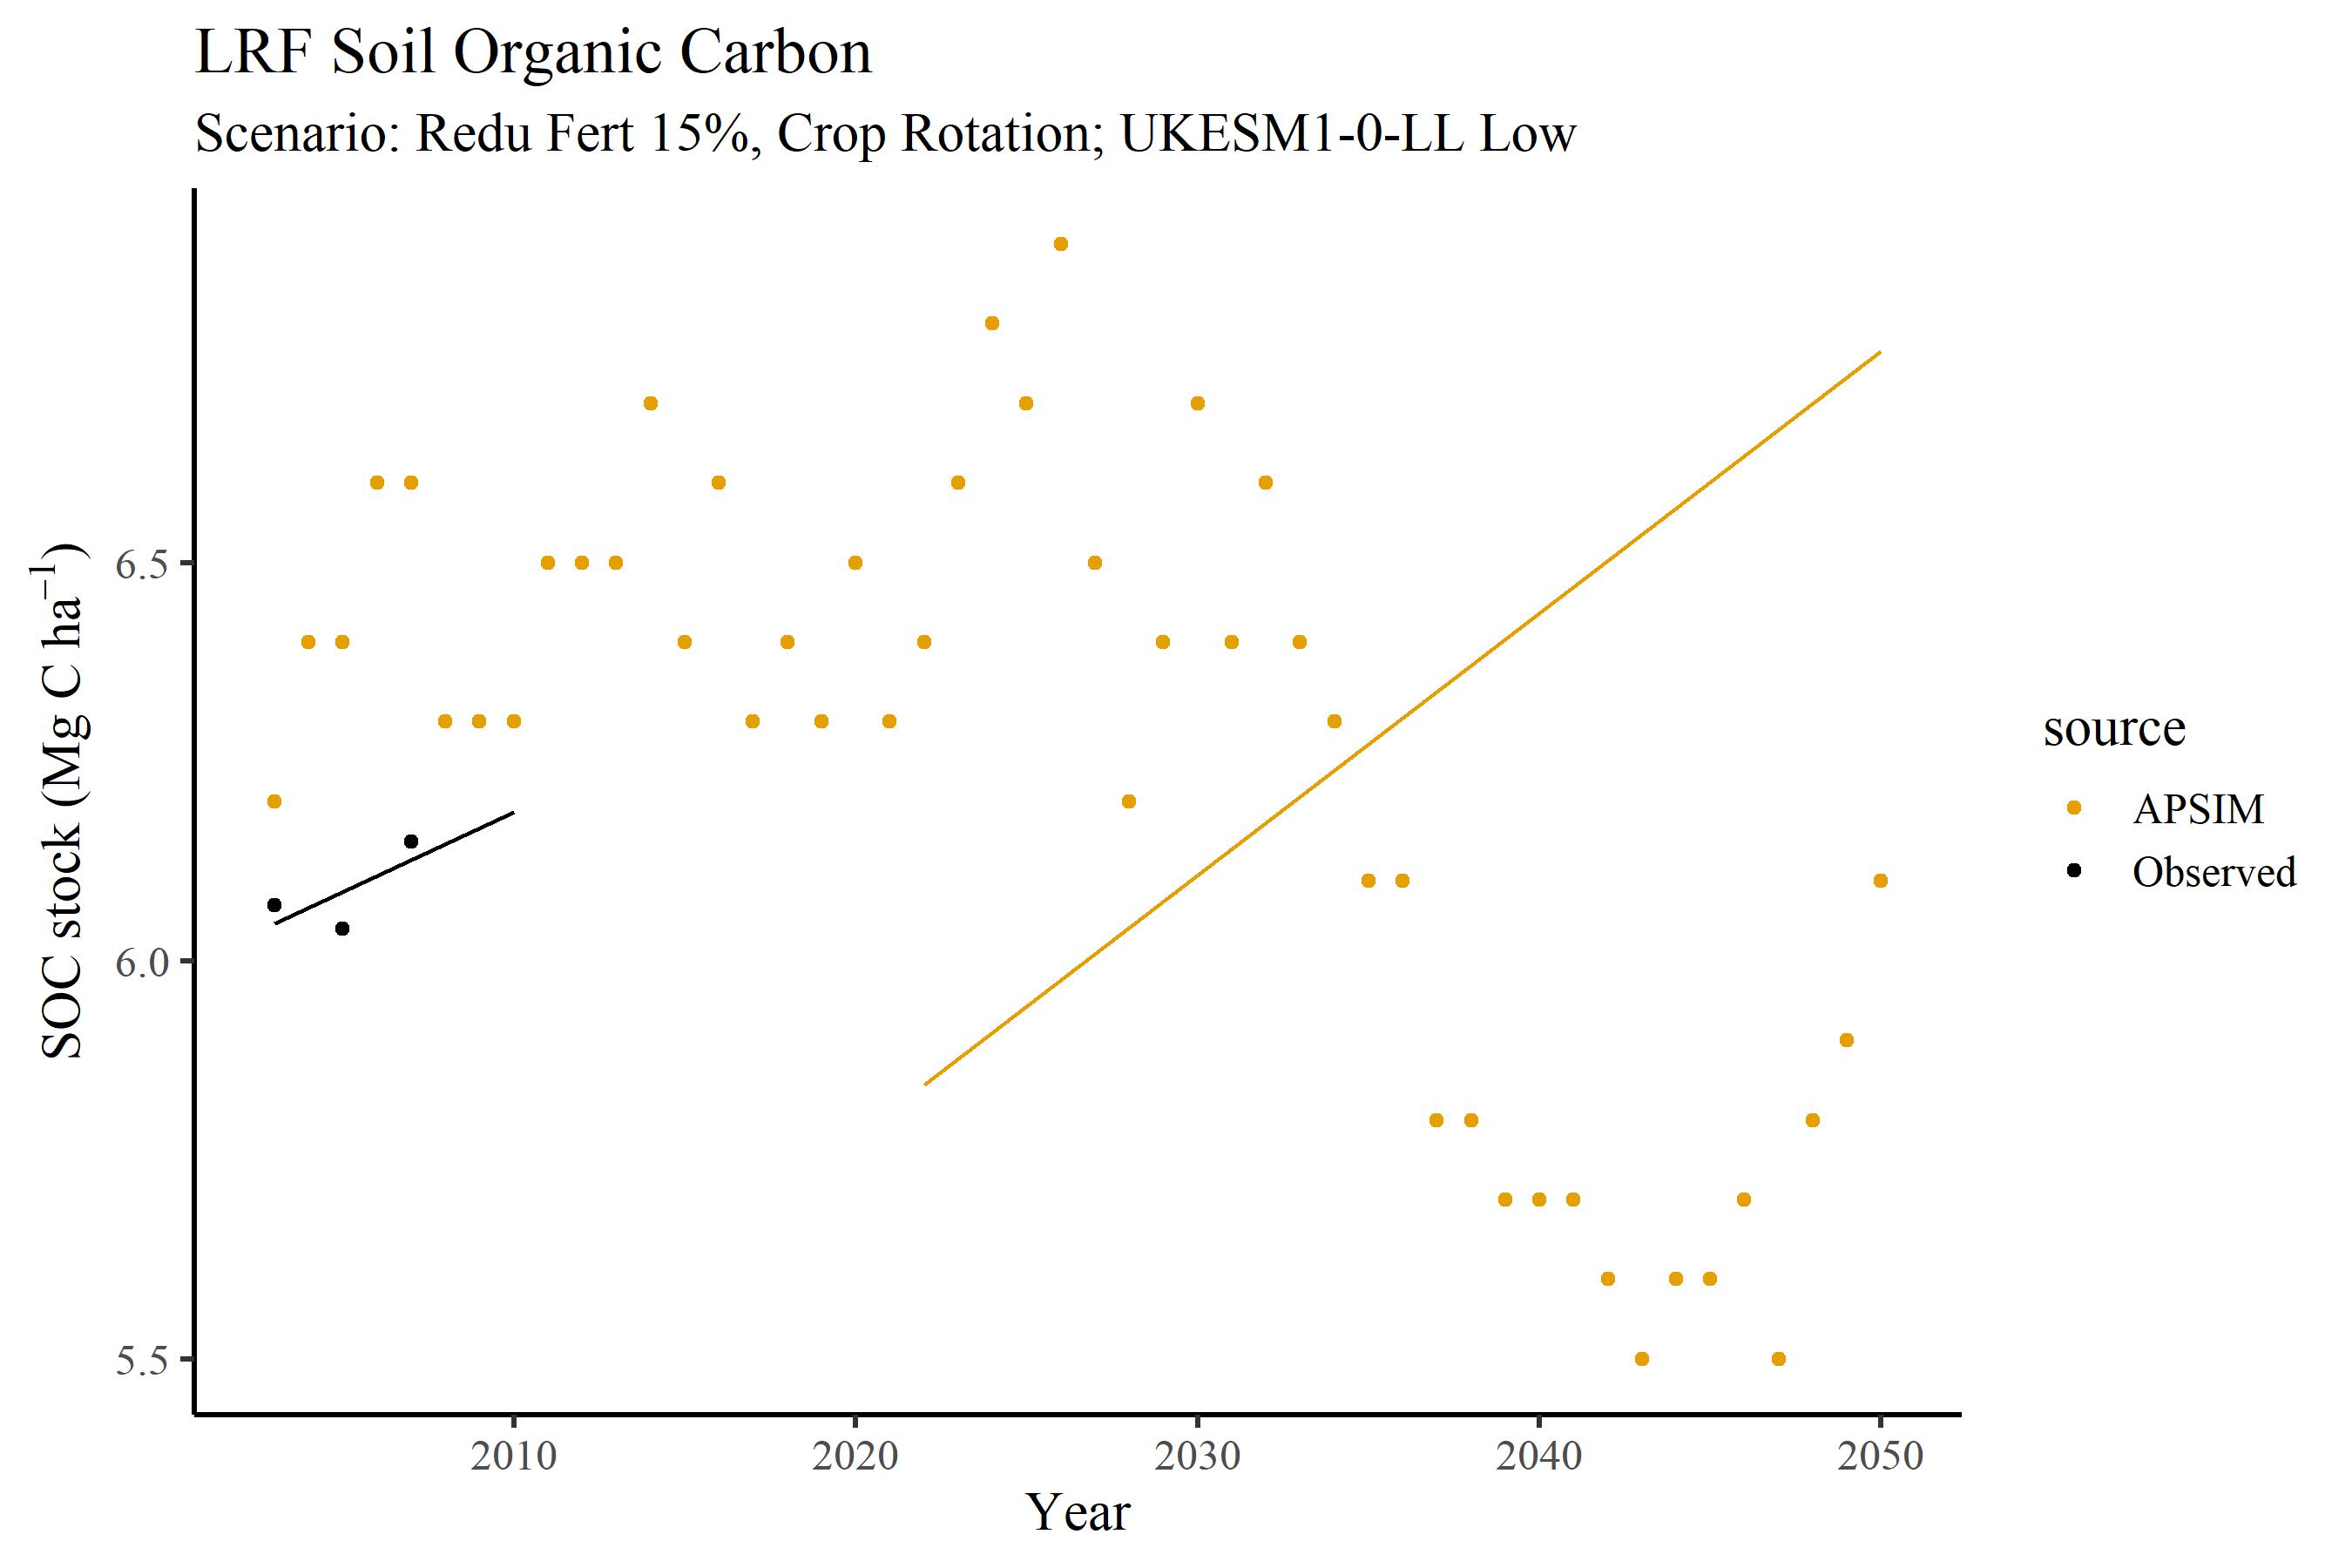 LRF Soil Organic Carbon
Scenario: Redu Fert 15%, Crop Rotation; UKESM1-0-LL Low
SOC stock (Mg C ha⁻¹)
6.5
6.0
5.5
2010
2020
2030
2040
2050
Year
source
APSIM
Observed